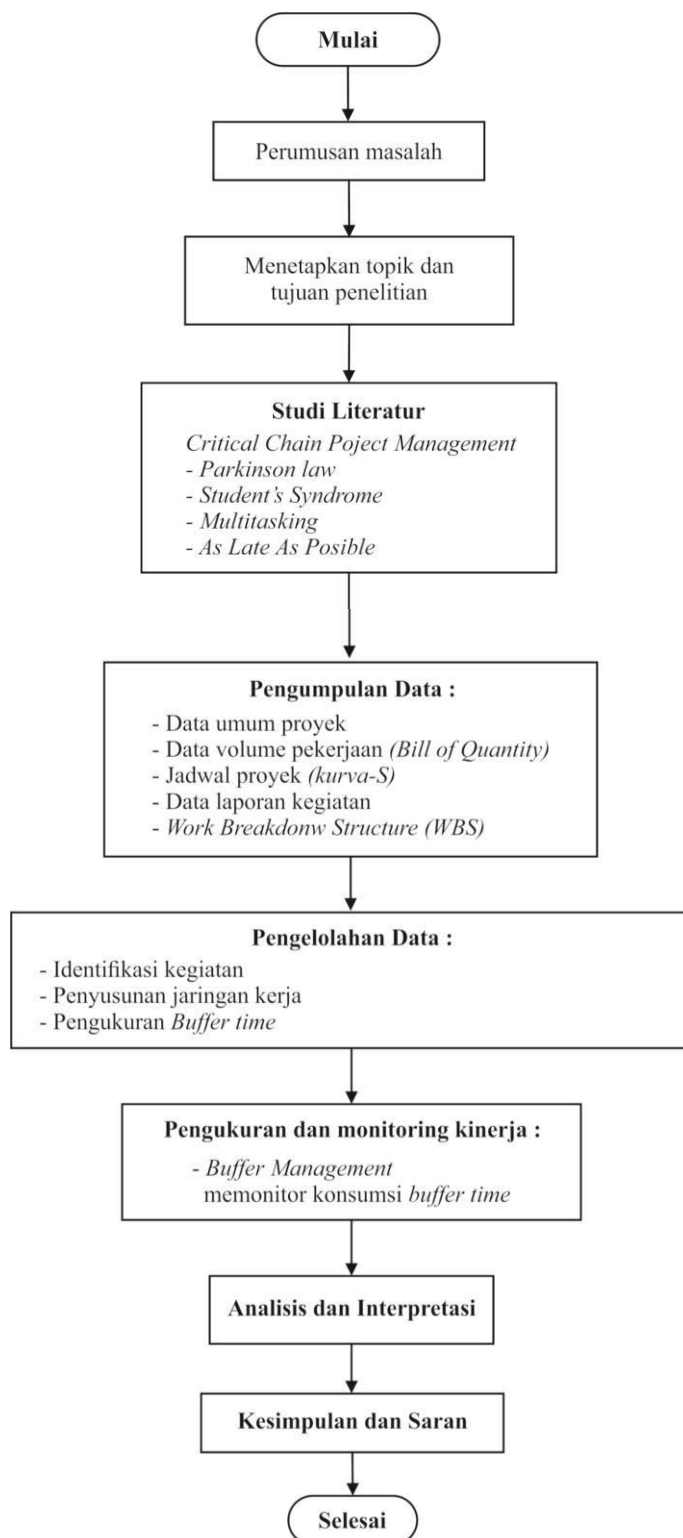 Mulai
Perumusan masalah
Menetapkan topik dan
tujuan penelitian
Studi Literatur
Critical Chain Poject Management
- Parkinson law
- Student's Syndrome
- Multitasking
- As Late As Posible
Pengumpulan Data :
- Data umum proyek
- Data volume pekerjaan (Bill of Quantity)
- Jadwal proyek (kurva-S)
- Data laporan kegiatan
- Work Breakdonw Structure (WBS)
Pengelolahan Data :
- Identifikasi kegiatan
- Penyusunan jaringan kerja
- Pengukuran Buffer time
Pengukuran dan monitoring kinerja :
- Buffer Management
memonitor konsumsi buffer time
Analisis dan Interpretasi
Kesimpulan dan Saran
Selesai